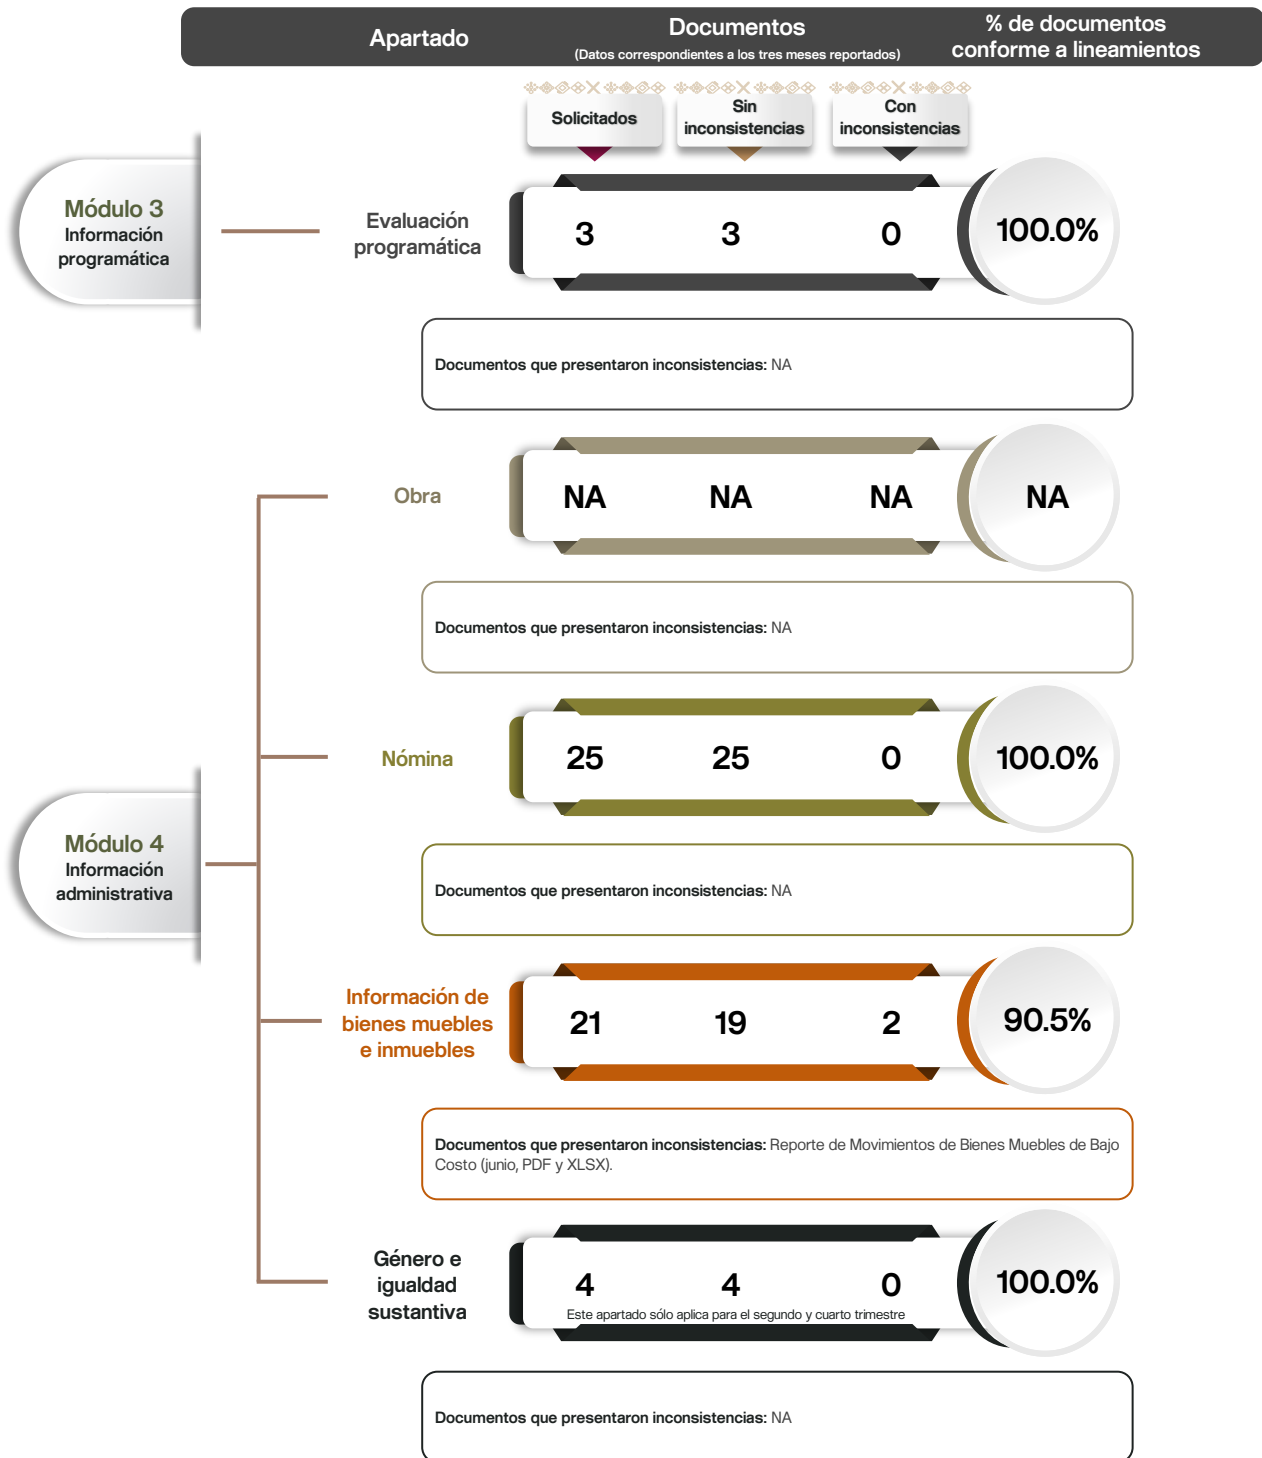 Apartado
Documentos
(Datos correspondientes a los tres meses reportados)
% de documentos
conforme a lineamientos
Solicitados
Sin
inconsistencias
Con
inconsistencias
Módulo 3
Información
programática
Evaluación
programática
3 3 0 100.0%
Documentos que presentaron inconsistencias: NA
Obra
NA NA NA NA
Documentos que presentaron inconsistencias: NA
Nómina
25 25 0 100.0%
Documentos que presentaron inconsistencias: NA
Módulo 4
Información
administrativa
Información de
bienes muebles
e inmuebles
21 19 2 90.5%
Documentos que presentaron inconsistencias: Reporte de Movimientos de Bienes Muebles de Bajo
Costo (junio, PDF y XLSX).
Género e
igualdad
sustantiva
4 4 0 100.0%
Este apartado sólo aplica para el segundo y cuarto trimestre
Documentos que presentaron inconsistencias: NA